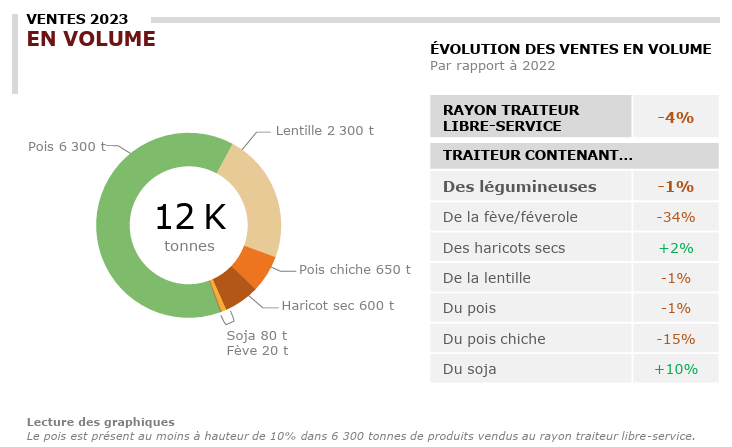 VENTES 2023
EN VOLUME
ÉVOLUTION DES VENTES EN VOLUME
Par rapport à 2022
Pois 6 300 t
Lentille 2 300 t
12 K
tonnes
Pois chiche 650 t
Haricot sec 600 t
Soja 80 t
Fève 20 t
RAYON TRAITEUR
LIBRE-SERVICE
-4%
TRAITEUR CONTENANT...
Des légumineuses -1%
De la fève/féverole -34%
Des haricots secs +2%
De la lentille -1%
Du pois -1%
Du pois chiche -15%
Du soja +10%
Lecture des graphiques
Le pois est présent au moins à hauteur de 10% dans 6 300 tonnes de produits vendus au rayon traiteur libre-service.